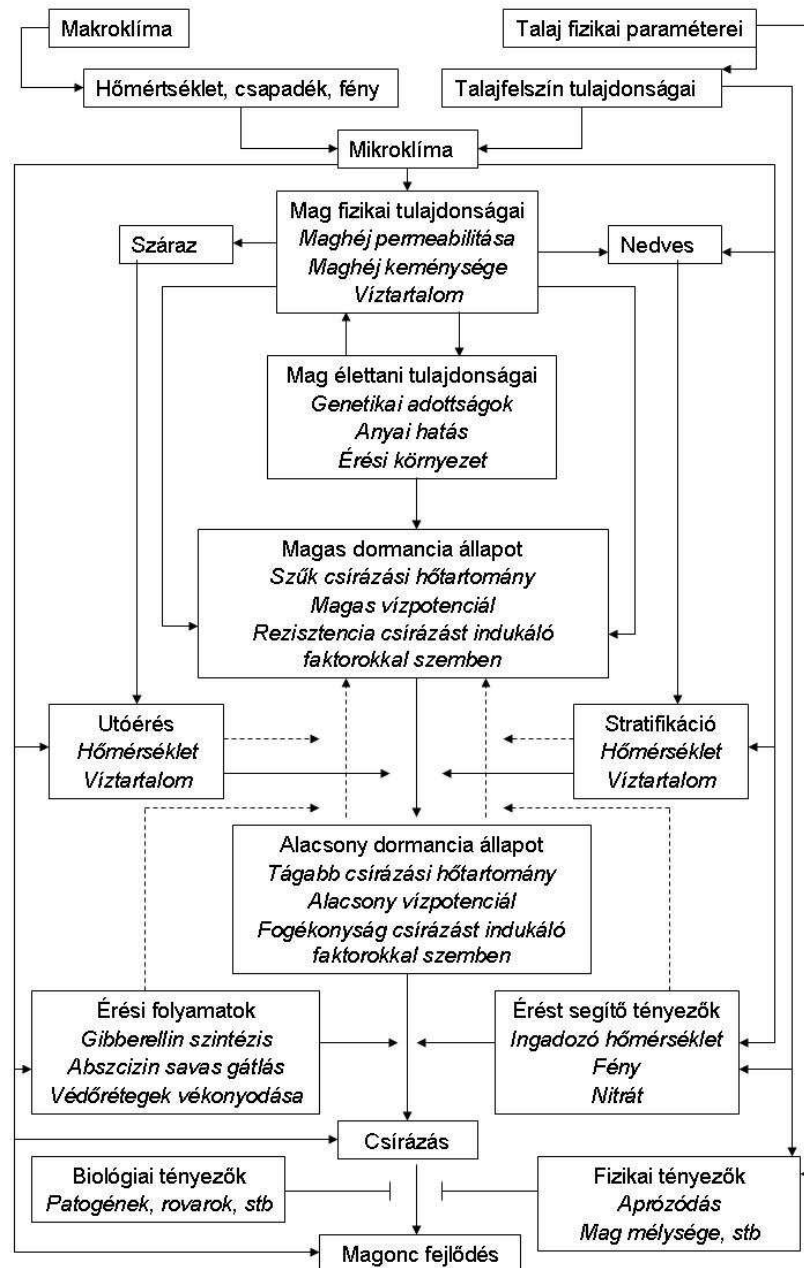 Makroklíma
Talaj fizikai paraméterei
Hőmértséklet, csapadék, fény
Talajfelszín tulajdonságai
Mikroklíma
Mag fizikai tulajdonságai
Maghéj permeabilitása
Maghéj keménysége
Víztartalom
Száraz
Nedves
Mag élettani tulajdonságai
Genetikai adottságok
Anyai hatás
Érési környezet
Magas dormancia állapot
Szűk csírázási hőtartomány
Magas vízpotenciál
Rezisztencia csírázást indukáló
faktorokkal szemben
Utóérés
Hőmérséklet
Víztartalom
Stratifikáció
Hőmérséklet
Víztartalom
Alacsony dormancia állapot
Tágabb csírázási hőtartomány
Alacsony vízpotenciál
Fogékonyság csírázást indukáló
faktorokkal szemben
Érési folyamatok
Gibberellin szintézis
Abszcizin savas gátlás
Védőrétegek vékonyodása
Érést segítő tényezők
Ingadozó hőmérséklet
Fény
Nitrát
Csírázás
Biológiai tényezők
Patogének, rovarok, stb
Fizikai tényezők
Aprózódás
Mag mélysége, stb
Magonc fejlődés